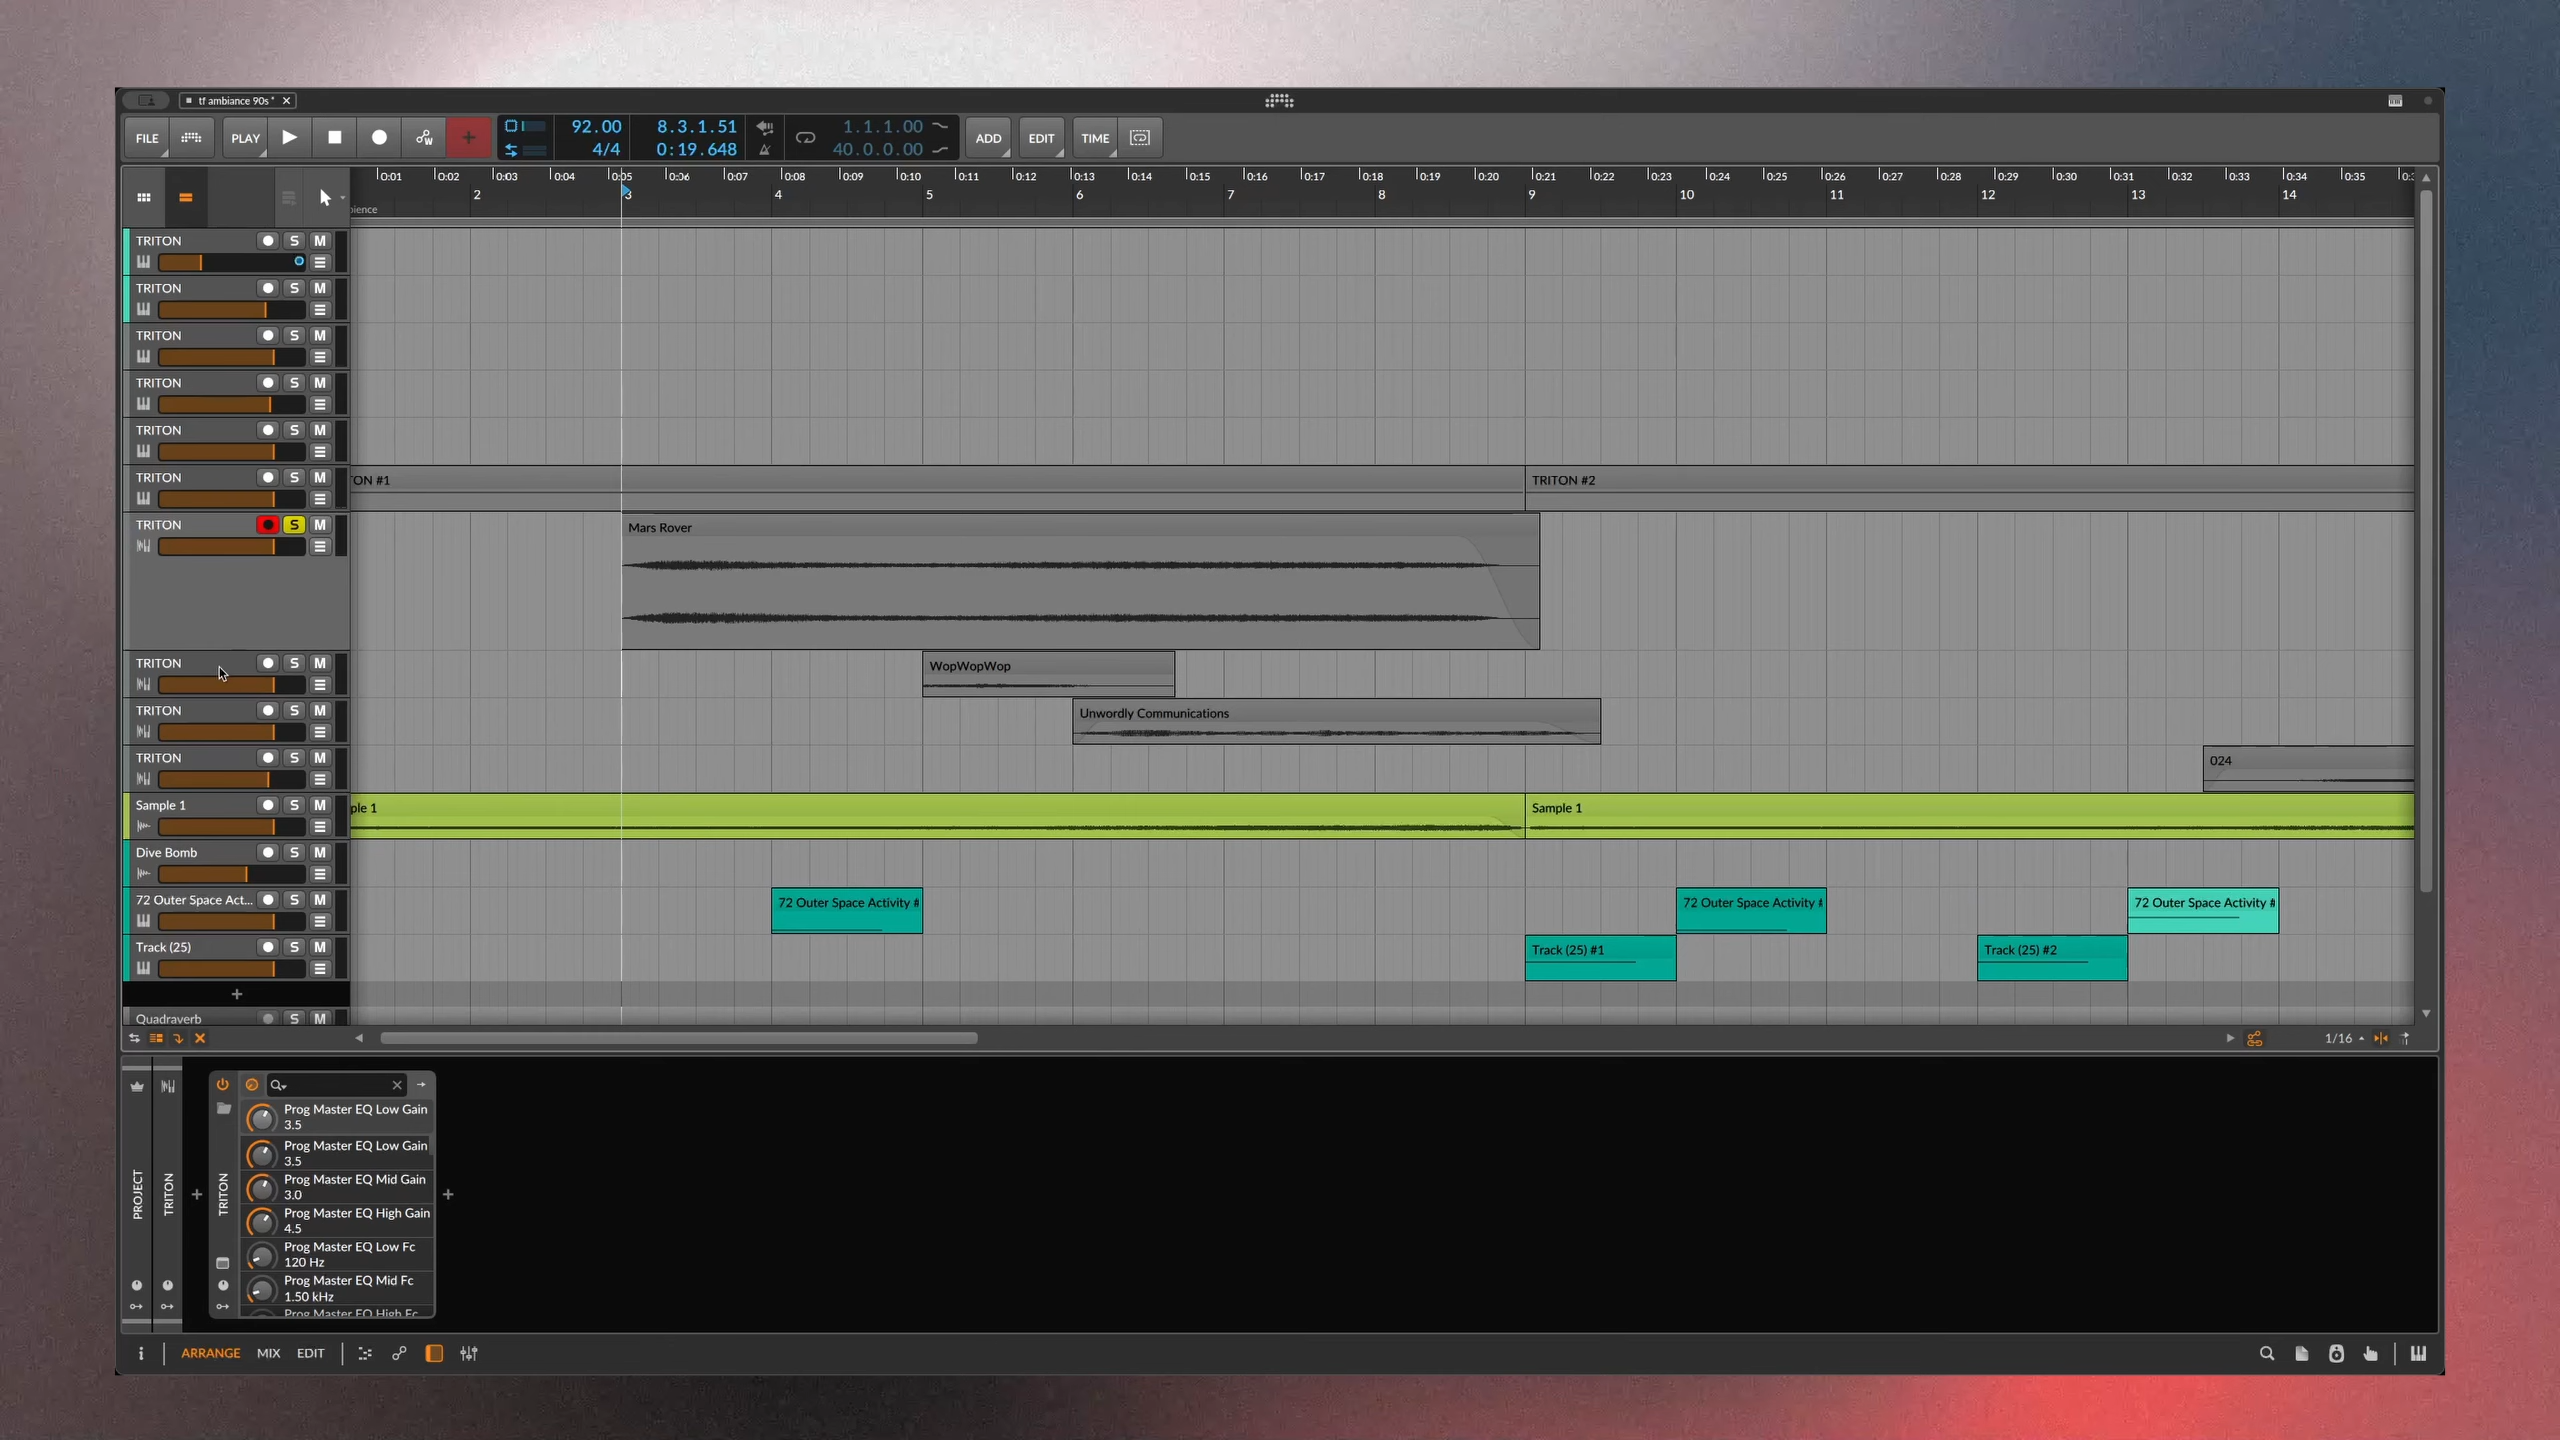 tf ambiance 90s*
FILE PLAY 92.00 8.3.1.51 1.1.1.00 ADD EDIT TIME
4/4 0:19.648 40.0.0.00
0:01 0:02 0:03 0:04 0:05 0:06 0:07 0:08 0:09 0:10 0:11 0:12 0:13 0:14 0:15 0:16 0:17 0:18 0:19 0:20 0:21 0:22 0:23 0:24 0:25 0:26 0:27 0:28 0:29 0:30 0:31 0:32 0:33 0:34 0:35
2 3 4 5 6 7 8 9 10 11 12 13 14
TRITON S M
TRITON S M
TRITON S M
TRITON S M
TRITON S M
TRITON S M ON #1 TRITON #2
TRITON S M Mars Rover
TRITON S M WopWopWop
TRITON S M Unwordly Communications
TRITON S M 024
Sample 1 S M ple 1 Sample 1
Dive Bomb S M
72 Outer Space Act... S M 72 Outer Space Activity # 72 Outer Space Activity # 72 Outer Space Activity #
Track (25) S M Track (25) #1 Track (25) #2
Quadraverb S M
1/16
PROJECT
TRITON
TRITON
Prog Master EQ Low Gain
3.5
Prog Master EQ Low Gain
3.5
Prog Master EQ Mid Gain
3.0
Prog Master EQ High Gain
4.5
Prog Master EQ Low Fc
120 Hz
Prog Master EQ Mid Fc
1.50 kHz
Prog Master EQ High Fc
ARRANGE MIX EDIT